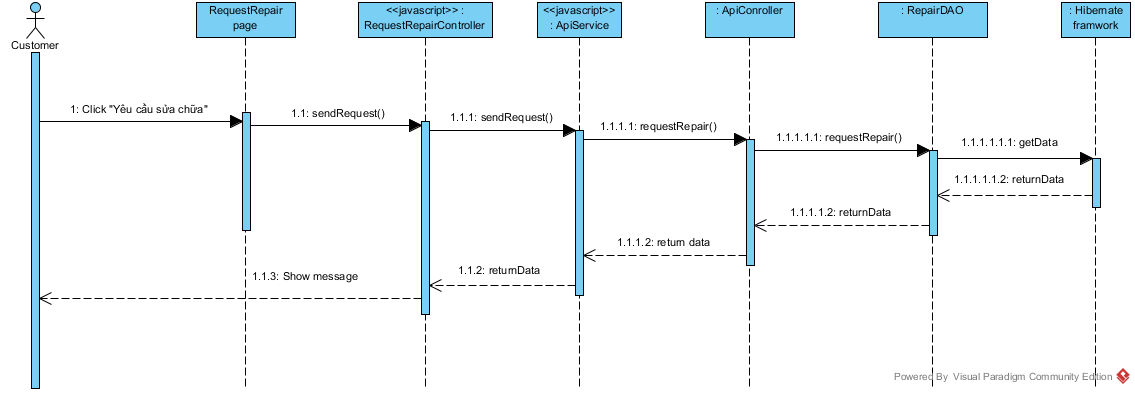 Customer
RequestRepair
page
<<javascript>> :
RequestRepairController
<<javascript>>
: ApiService
: ApiConroller
: RepairDAO
: Hibernate
framwork
1: Click "Yêu cầu sửa chữa"
1.1: sendRequest()
1.1.1: sendRequest()
1.1.1.1: requestRepair()
1.1.1.1.1: requestRepair()
1.1.1.1.1.1: getData
1.1.1.1.1.2: returnData
1.1.1.1.2: returnData
1.1.1.2: return data
1.1.2: returnData
1.1.3: Show message
Powered By Visual Paradigm Community Edition